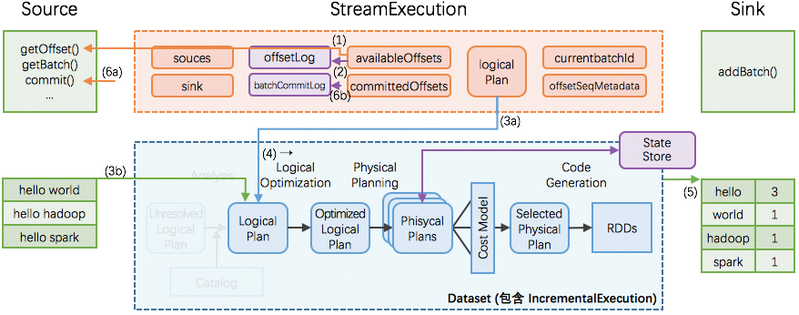 Source
StreamExecution
Sink
getOffset()
getBatch()
commit()
...
(6a)
(1)
souces
offsetLog
availableOffsets
logical
Plan
currentbatchId
(2)
sink
batchCommitLog
(6b)
committedOffsets
offsetSeqMetadata
addBatch()
(3a)
(3b)
(4) →
Analysis
Logical
Optimization
Physical
Planning
Code
Generation
State
Store
(5)
hello world
hello hadoop
hello spark
Unresolved
Logical
Plan
Catalog
Logical
Plan
Optimized
Logical
Plan
Phisycal
Plans
Cost Model
Selected
Physical
Plan
RDDs
hello 3
world 1
hadoop 1
spark 1
Dataset (包含 IncrementalExecution)